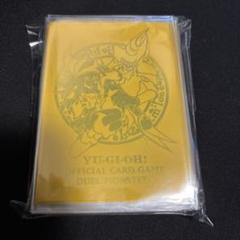 YU-GI-OH!
OFFICIAL CARD GAME
DUEL MONSTERS